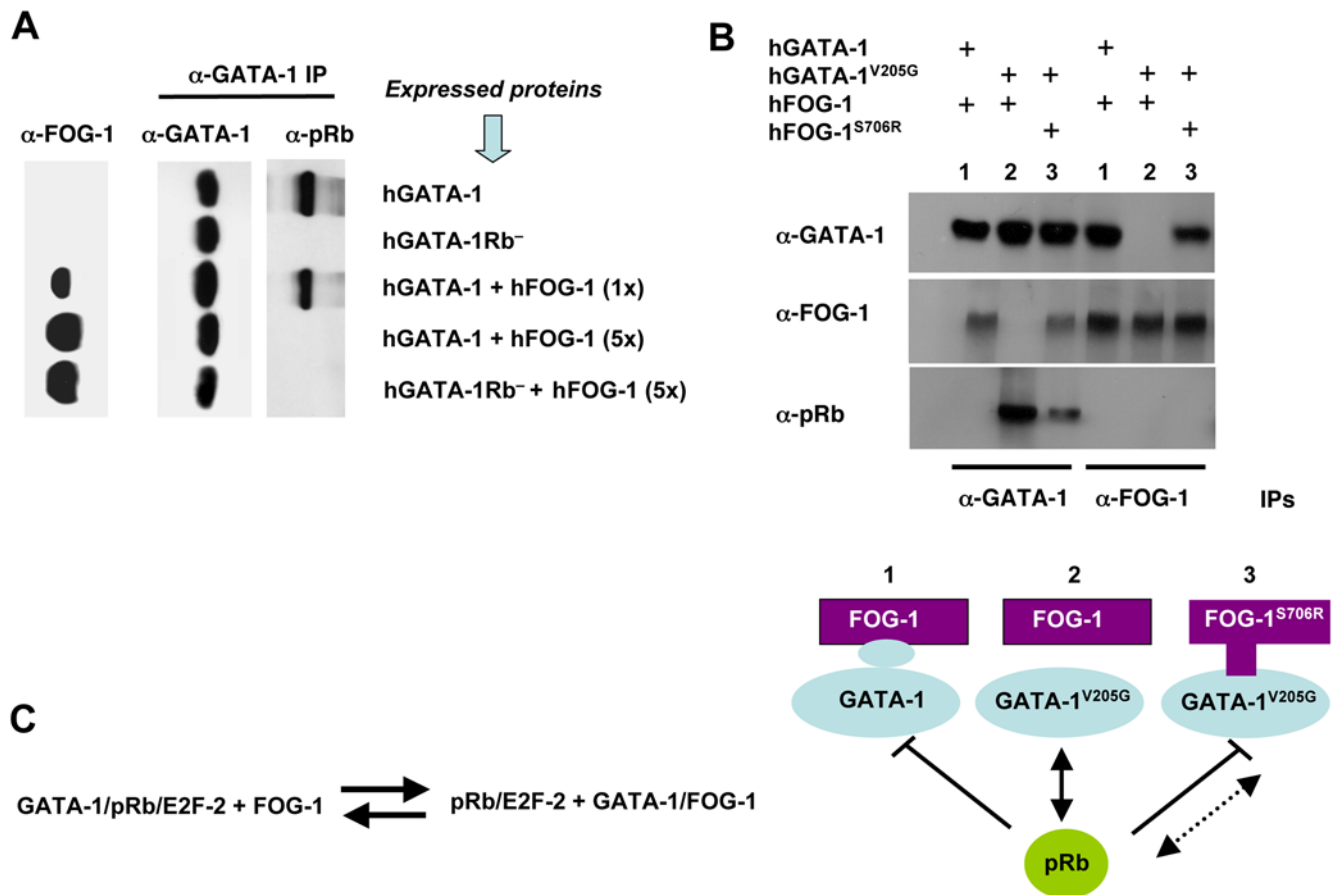 A
α-GATA-1 IP
Expressed proteins
α-FOG-1 α-GATA-1 α-pRb
hGATA-1
hGATA-1Rb⁻
hGATA-1 + hFOG-1 (1x)
hGATA-1 + hFOG-1 (5x)
hGATA-1Rb⁻ + hFOG-1 (5x)
B
hGATA-1 + +
hGATA-1V205G + + + +
hFOG-1 + + + +
hFOG-1S706R + +
1 2 3 1 2 3
α-GATA-1
α-FOG-1
α-pRb
α-GATA-1 α-FOG-1 IPs
1 2 3
FOG-1 FOG-1 FOG-1S706R
GATA-1 GATA-1V205G GATA-1V205G
pRb
C
GATA-1/pRb/E2F-2 + FOG-1 pRb/E2F-2 + GATA-1/FOG-1